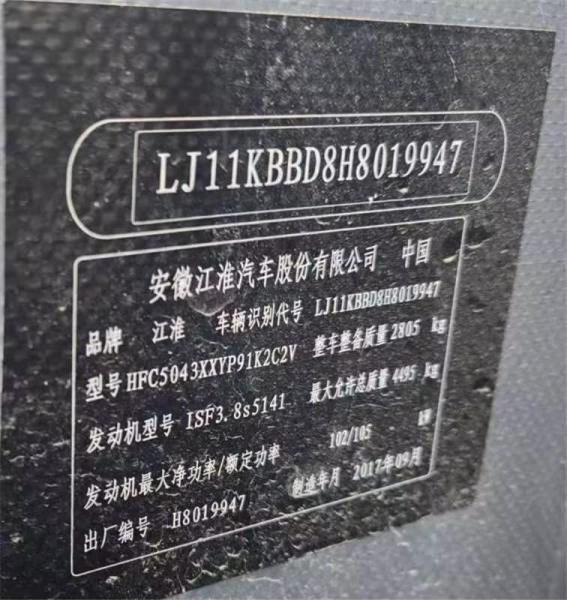 LJ11KBBD8H8019947
安徽江淮汽车股份有限公司 中国
品牌 江淮 车辆识别代号 LJ11KBBD8H8019947
型号 HFC5043XXYP91K2C2V 整车整备质量 2805 kg
发动机型号 ISF3.8s5141 最大允许总质量 4495 kg
发动机最大净功率/额定功率 102/105 kW
出厂编号 H8019947 制造年月 2017年09月